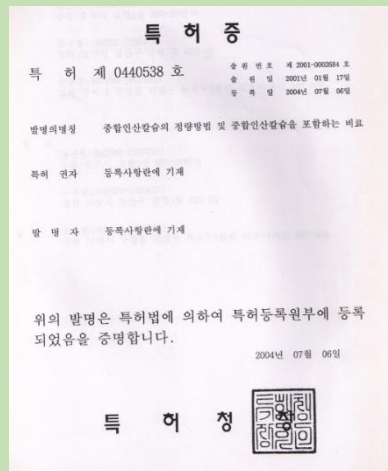 특 허 증
특 허 제 0440538 호
출 원 번 호 제 2001-0002684 호
출 원 일 2001년 01월 17일
등 록 일 2004년 07월 06일
발명의명칭 중합인산칼슘의 정량방법 및 중합인산칼슘을 포함하는 비료
특허 권자 등록사항란에 기재
발 명 자 등록사항란에 기재
위의 발명은 특허법에 의하여 특허등록원부에 등록
되었음을 증명합니다.
2004년 07월 06일
특 허 청 장